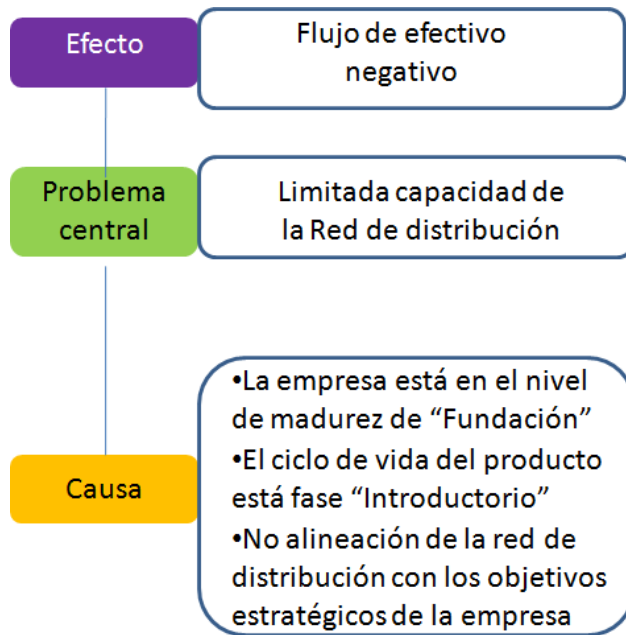 Efecto
Flujo de efectivo
negativo
Problema
central
Limitada capacidad de
la Red de distribución
Causa
•La empresa está en el nivel
de madurez de “Fundación”
•El ciclo de vida del producto
está fase “Introductorio”
•No alineación de la red de
distribución con los objetivos
estratégicos de la empresa